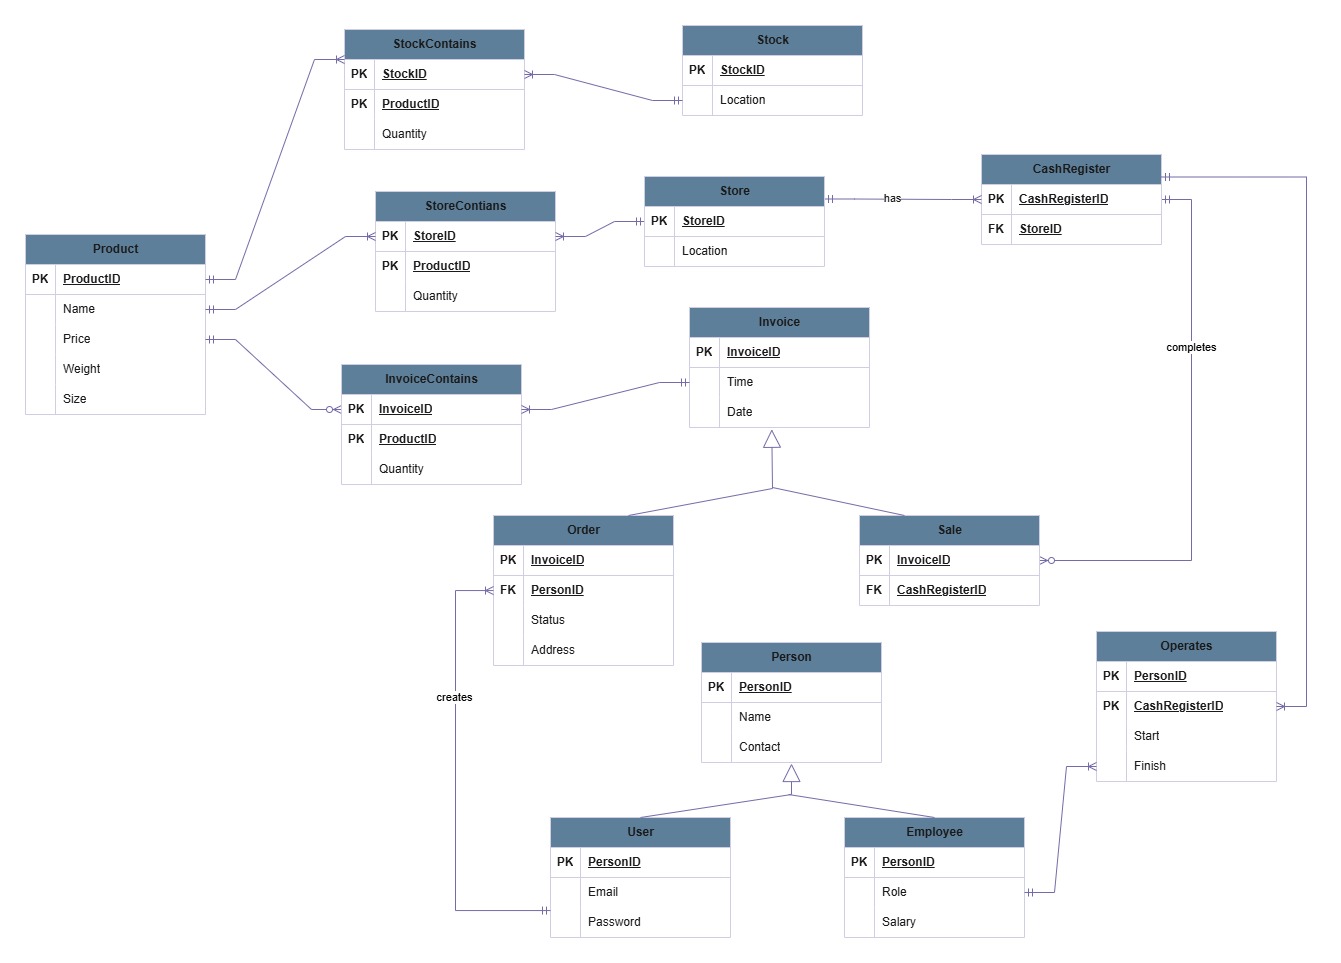 StockContains
PK StockID
PK ProductID
Quantity
Stock
PK StockID
Location
CashRegister
PK CashRegisterID
FK StoreID
Store
PK StoreID
Location
has
StoreContians
PK StoreID
PK ProductID
Quantity
Product
PK ProductID
Name
Price
Weight
Size
Invoice
PK InvoiceID
Time
Date
completes
InvoiceContains
PK InvoiceID
PK ProductID
Quantity
Order
PK InvoiceID
FK PersonID
Status
Address
Sale
PK InvoiceID
FK CashRegisterID
Operates
PK PersonID
PK CashRegisterID
Start
Finish
Person
PK PersonID
Name
Contact
creates
User
PK PersonID
Email
Password
Employee
PK PersonID
Role
Salary